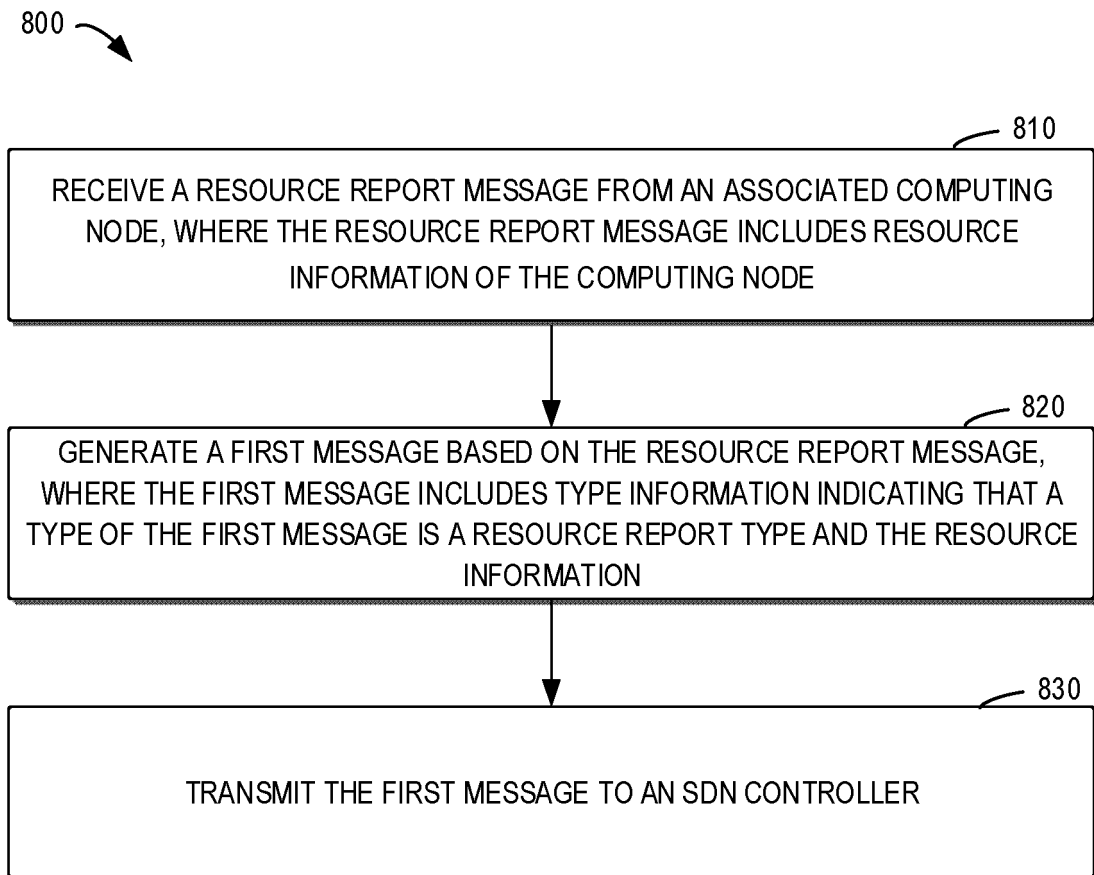 800
810
RECEIVE A RESOURCE REPORT MESSAGE FROM AN ASSOCIATED COMPUTING
NODE, WHERE THE RESOURCE REPORT MESSAGE INCLUDES RESOURCE
INFORMATION OF THE COMPUTING NODE
820
GENERATE A FIRST MESSAGE BASED ON THE RESOURCE REPORT MESSAGE,
WHERE THE FIRST MESSAGE INCLUDES TYPE INFORMATION INDICATING THAT A
TYPE OF THE FIRST MESSAGE IS A RESOURCE REPORT TYPE AND THE RESOURCE
INFORMATION
830
TRANSMIT THE FIRST MESSAGE TO AN SDN CONTROLLER